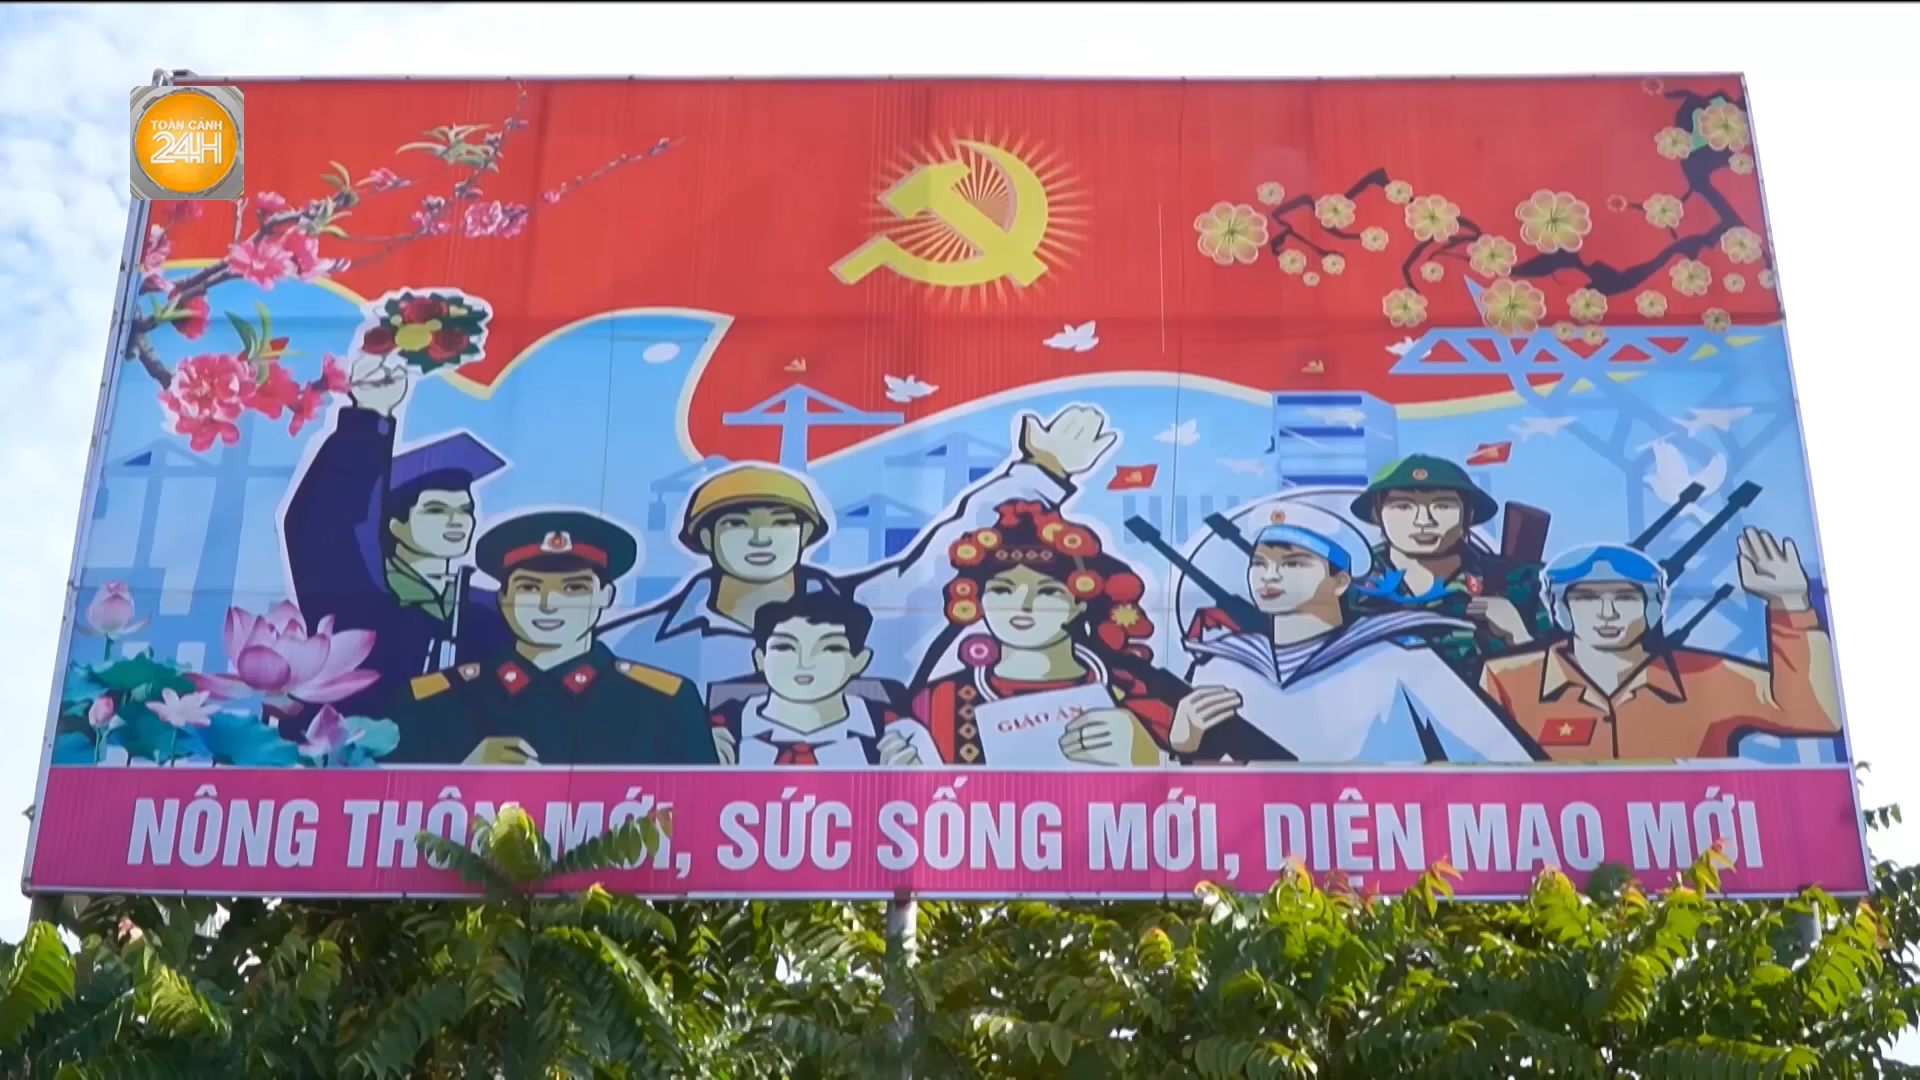 TOÀN CẢNH
24H
GIÁO ÁN
NÔNG THÔN MỚI, SỨC SỐNG MỚI, DIỆN MẠO MỚI